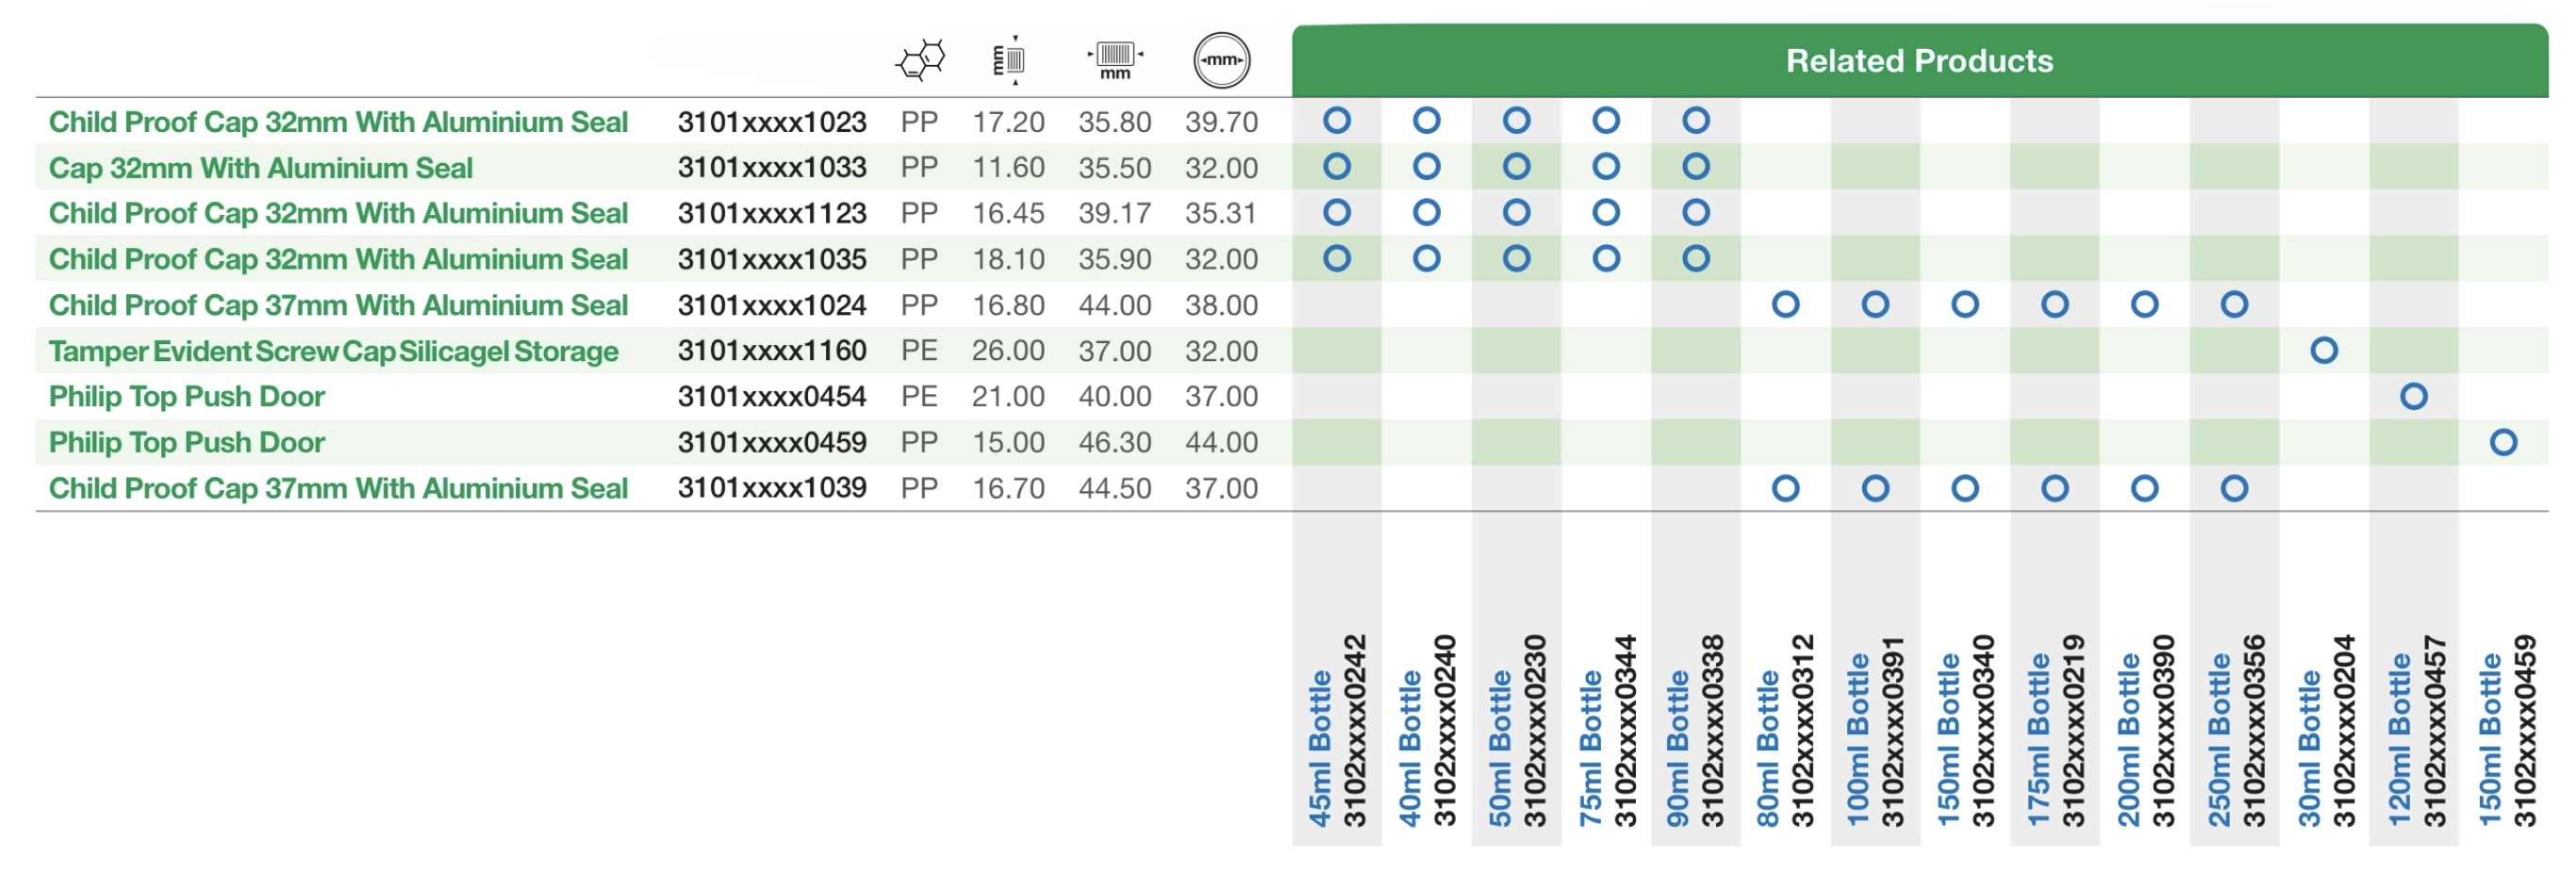 mm
mm
mm
Related Products
Child Proof Cap 32mm With Aluminium Seal 3101xxxx1023 PP 17.20 35.80 39.70
Cap 32mm With Aluminium Seal 3101xxxx1033 PP 11.60 35.50 32.00
Child Proof Cap 32mm With Aluminium Seal 3101xxxx1123 PP 16.45 39.17 35.31
Child Proof Cap 32mm With Aluminium Seal 3101xxxx1035 PP 18.10 35.90 32.00
Child Proof Cap 37mm With Aluminium Seal 3101xxxx1024 PP 16.80 44.00 38.00
Tamper Evident Screw Cap Silicagel Storage 3101xxxx1160 PE 26.00 37.00 32.00
Philip Top Push Door 3101xxxx0454 PE 21.00 40.00 37.00
Philip Top Push Door 3101xxxx0459 PP 15.00 46.30 44.00
Child Proof Cap 37mm With Aluminium Seal 3101xxxx1039 PP 16.70 44.50 37.00
45ml Bottle
3102xxxx0242
40ml Bottle
3102xxxx0240
50ml Bottle
3102xxxx0230
75ml Bottle
3102xxxx0344
90ml Bottle
3102xxxx0338
80ml Bottle
3102xxxx0312
100ml Bottle
3102xxxx0391
150ml Bottle
3102xxxx0340
175ml Bottle
3102xxxx0219
200ml Bottle
3102xxxx0390
250ml Bottle
3102xxxx0356
30ml Bottle
3102xxxx0204
120ml Bottle
3102xxxx0457
150ml Bottle
3102xxxx0459